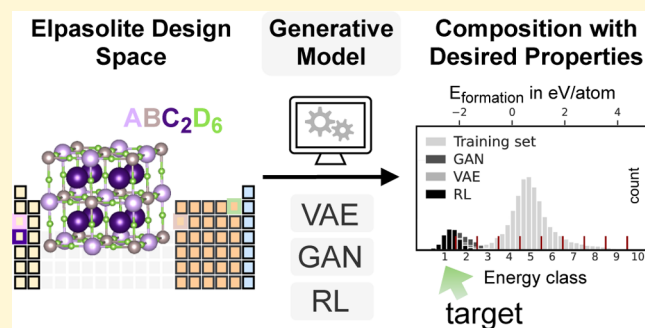 Elpasolite Design
Space
ABC₂D₆
Generative
Model
VAE
GAN
RL
Composition with
Desired Properties
E_formation in eV/atom
−2 0 2 4
Training set
GAN
VAE
RL
count
1 2 3 4 5 6 7 8 9 10
Energy class
target